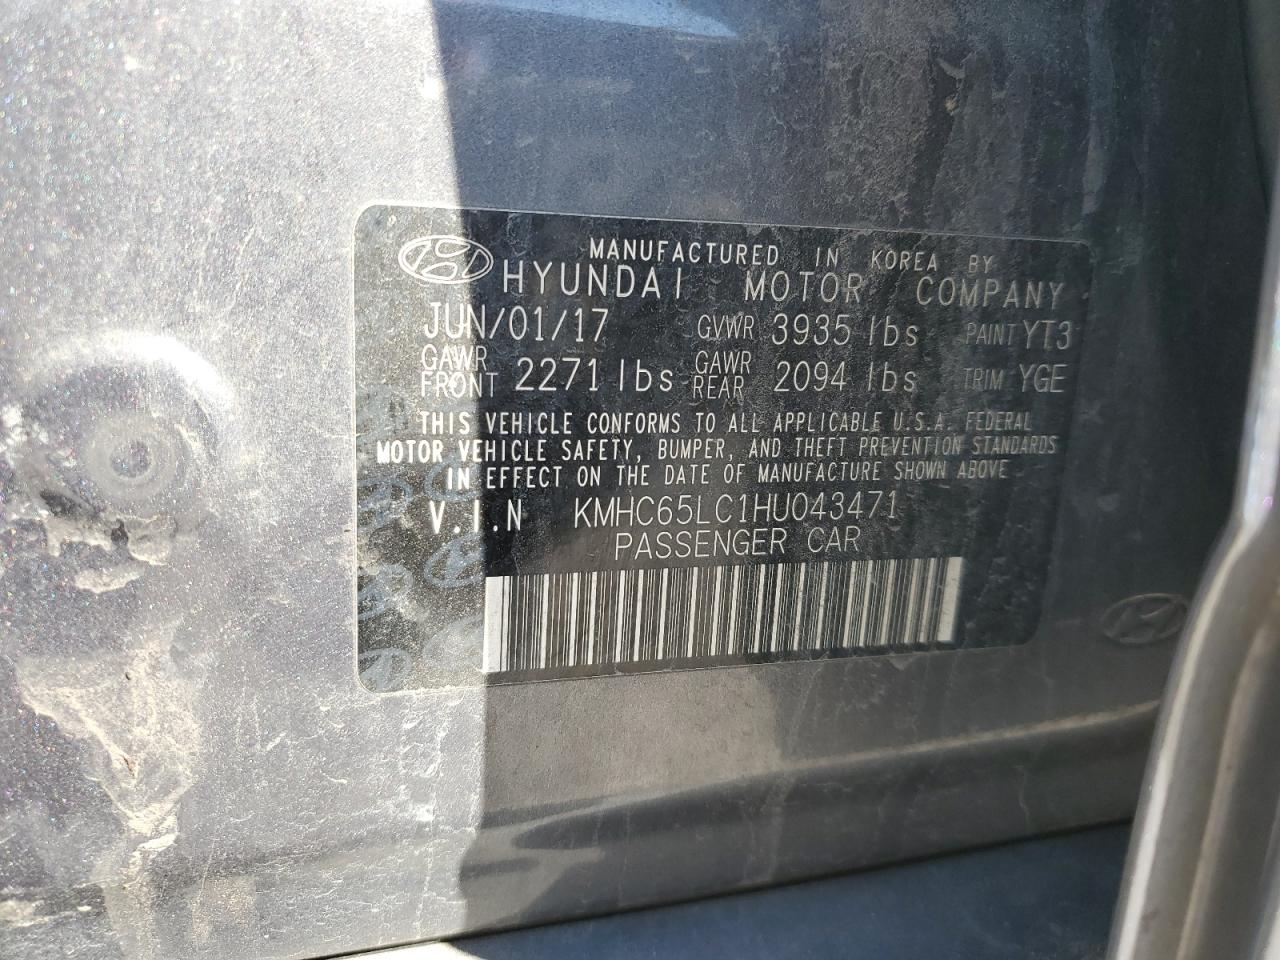 MANUFACTURED IN KOREA BY
HYUNDAI MOTOR COMPANY
JUN/01/17 GVWR 3935 lbs PAINT YT3
GAWR FRONT 2271 lbs GAWR REAR 2094 lbs TRIM YGE
THIS VEHICLE CONFORMS TO ALL APPLICABLE U.S.A. FEDERAL
MOTOR VEHICLE SAFETY, BUMPER, AND THEFT PREVENTION STANDARDS
IN EFFECT ON THE DATE OF MANUFACTURE SHOWN ABOVE
V.I.N KMHC65LC1HU043471
PASSENGER CAR